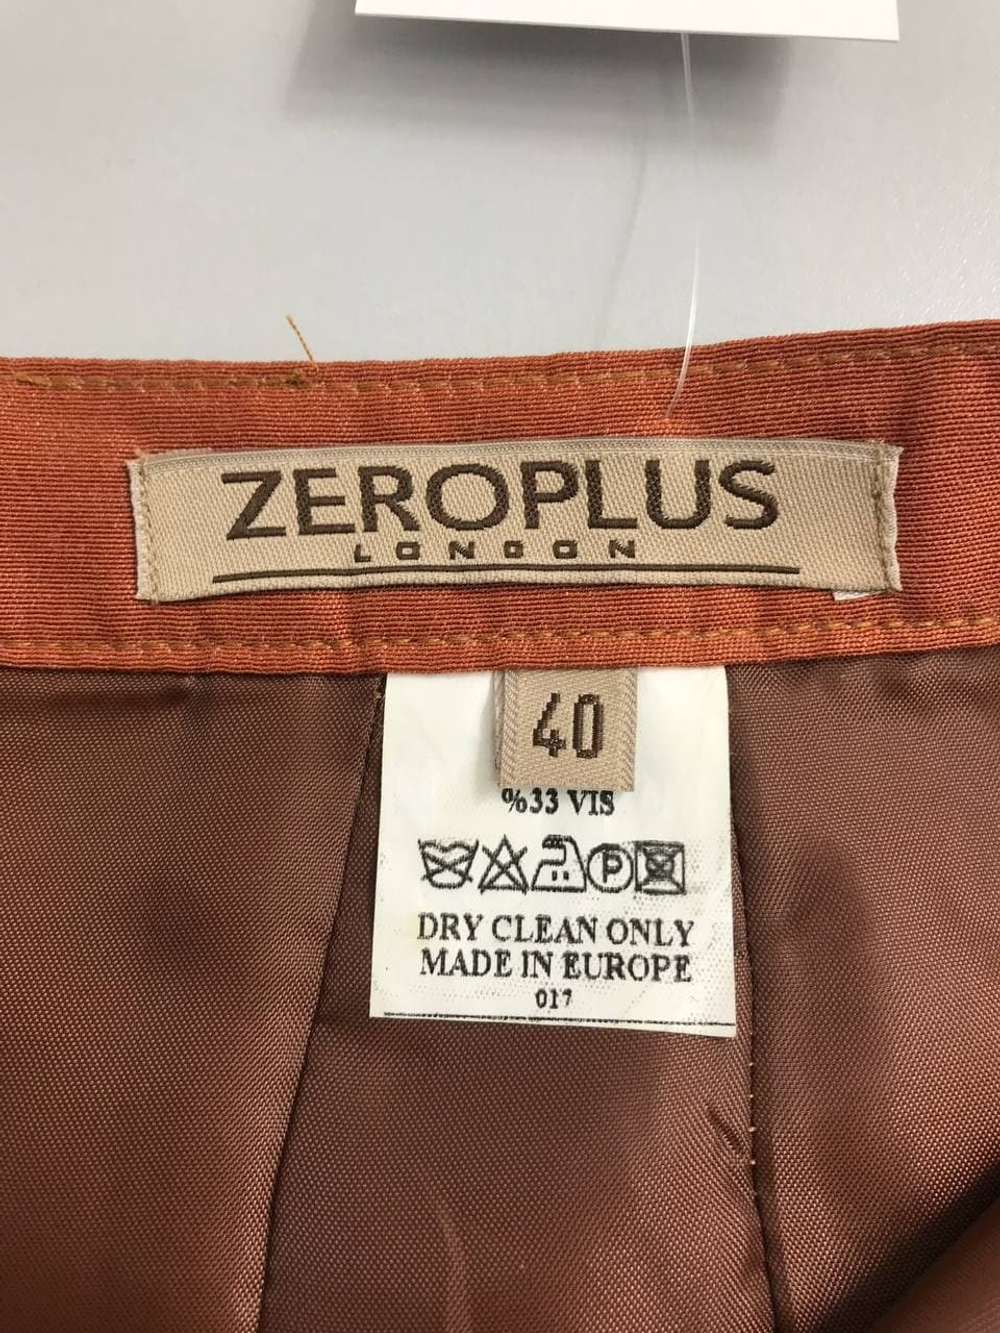 ZEROPLUS
LONDON
40
%33 VIS
P
DRY CLEAN ONLY
MADE IN EUROPE
017